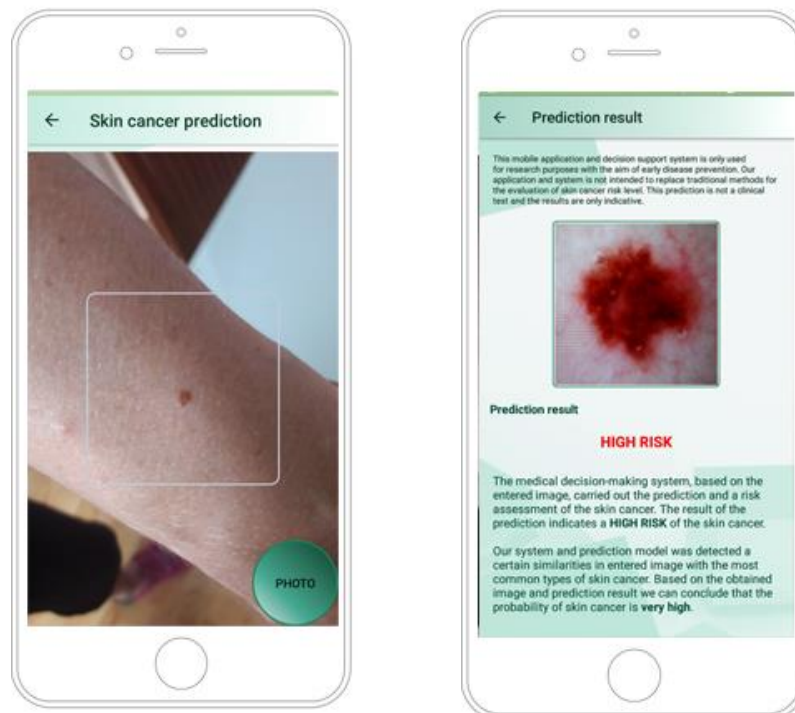 Skin cancer prediction
PHOTO
Prediction result
This mobile application and decision support system is only used
for research purposes with the aim of early disease prevention. Our
application and system is not intended to replace traditional methods for
the evaluation of skin cancer risk level. This prediction is not a clinical
test and the results are only indicative.
Prediction result
HIGH RISK
The medical decision-making system, based on the
entered image, carried out the prediction and a risk
assessment of the skin cancer. The result of the
prediction indicates a HIGH RISK of the skin cancer.
Our system and prediction model was detected a
certain similarities in entered image with the most
common types of skin cancer. Based on the obtained
image and prediction result we can conclude that the
probability of skin cancer is very high.